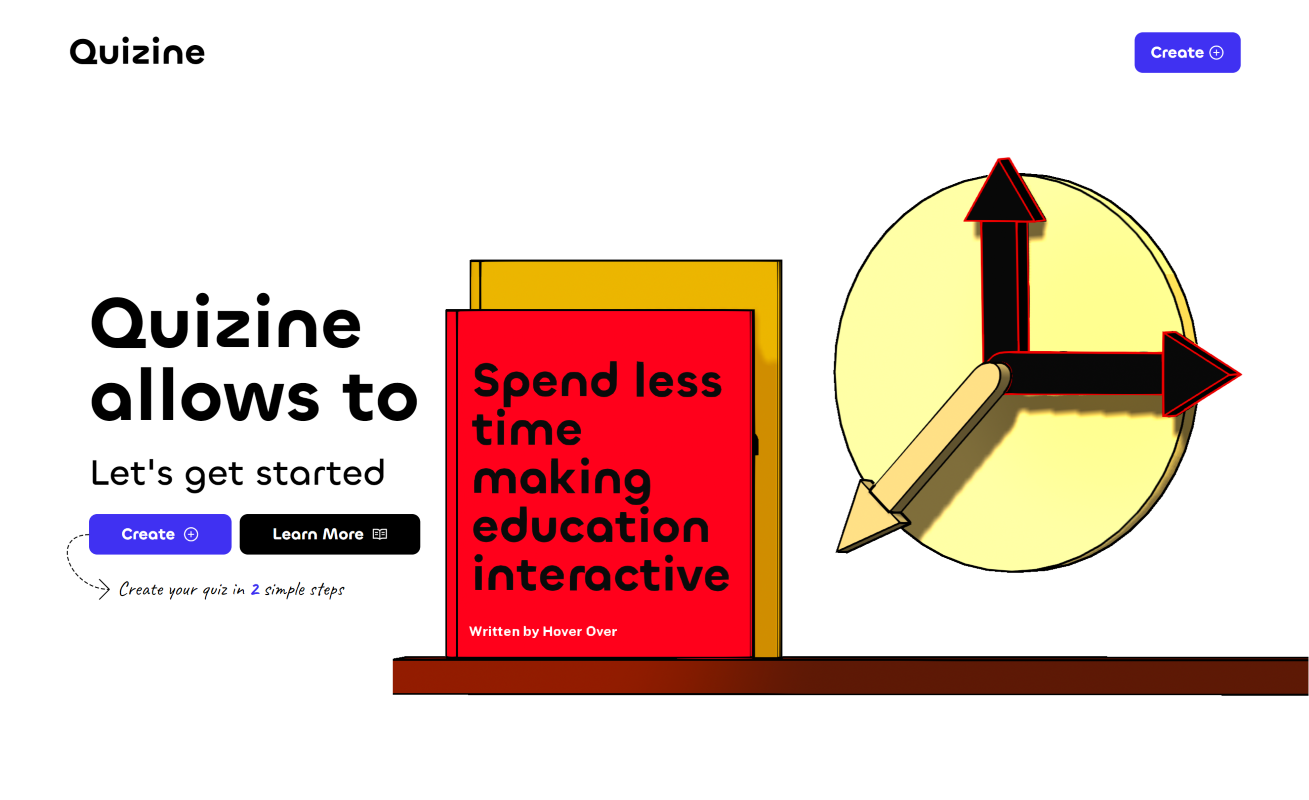 Quizine
Create
Quizine
allows to
Let's get started
Create
Learn More
Create your quiz in 2 simple steps
Spend less
time
making
education
interactive
Written by Hover Over